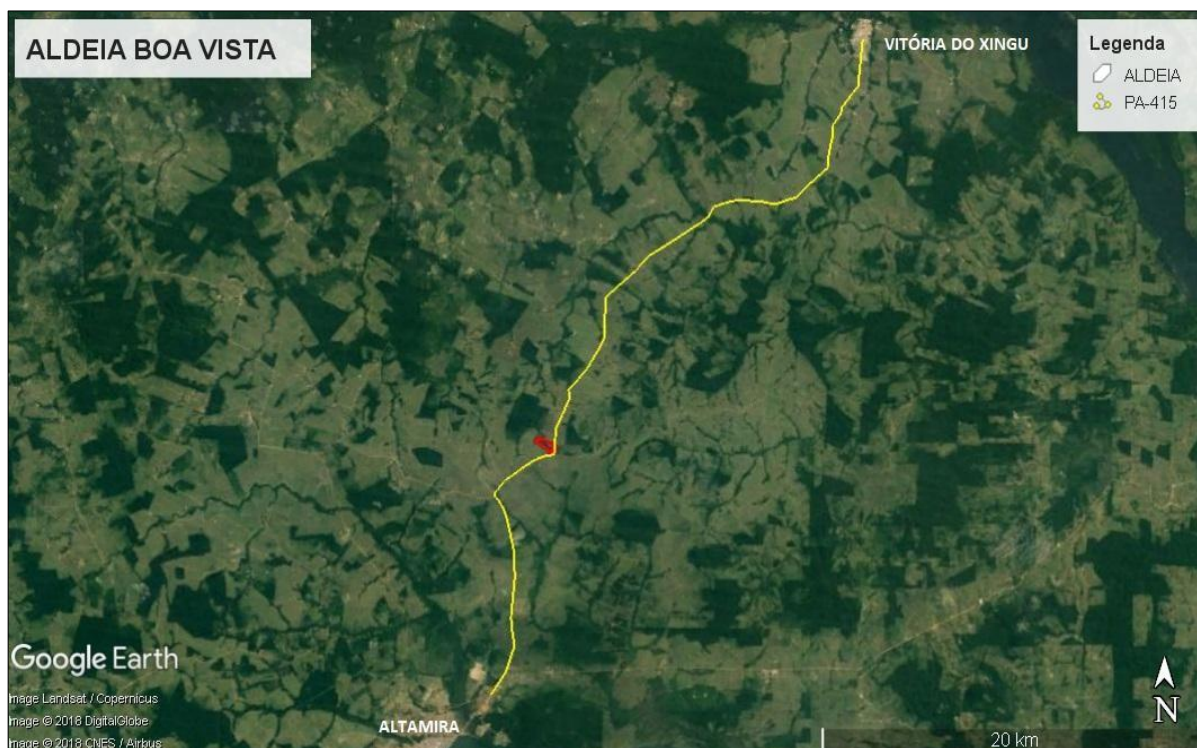 ALDEIA BOA VISTA
VITÓRIA DO XINGU
Legenda
ALDEIA
PA-415
Google Earth
Image Landsat / Copernicus
Image © 2018 DigitalGlobe
Image © 2018 CNES / Airbus
ALTAMIRA
N
20 km